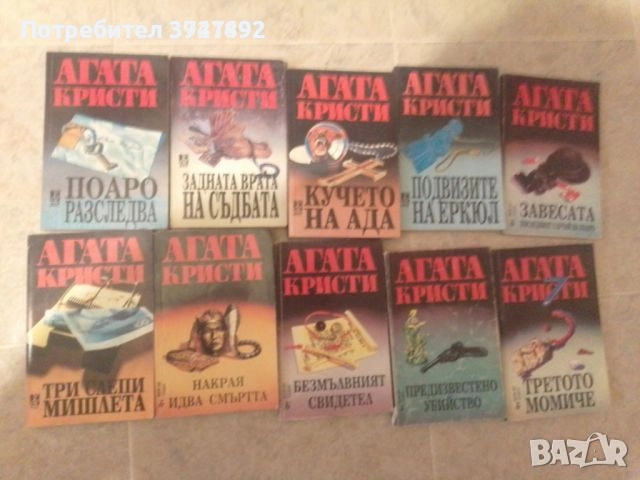 Потребител 3987892
АГАТА
КРИСТИ
ПОАРО
РАЗСЛЕДВА
АГАТА
КРИСТИ
ЗАДНАТА ВРАТА
НА СЪДБАТА
АГАТА
КРИСТИ
КУЧЕТО
НА АДА
АГАТА
КРИСТИ
ПОДВИЗИТЕ
НА ЕРКЮЛ
АГАТА
КРИСТИ
ЗАВЕСАТА
АГАТА
КРИСТИ
ТРИ СЛЕПИ
МИШЛЕТА
АГАТА
КРИСТИ
НАКРАЯ
ИДВА СМЪРТТА
АГАТА
КРИСТИ
БЕЗМЪЛВНИЯТ
СВИДЕТЕЛ
АГАТА
КРИСТИ
ПРЕДИЗВЕСТЕНО
УБИЙСТВО
АГАТА
КРИСТИ
ТРЕТОТО
МОМИЧЕ
BAZAR
bg